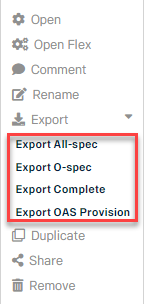 Open
Open Flex
Comment
Rename
Export
Export All-spec
Export O-spec
Export Complete
Export OAS Provision
Duplicate
Share
Remove